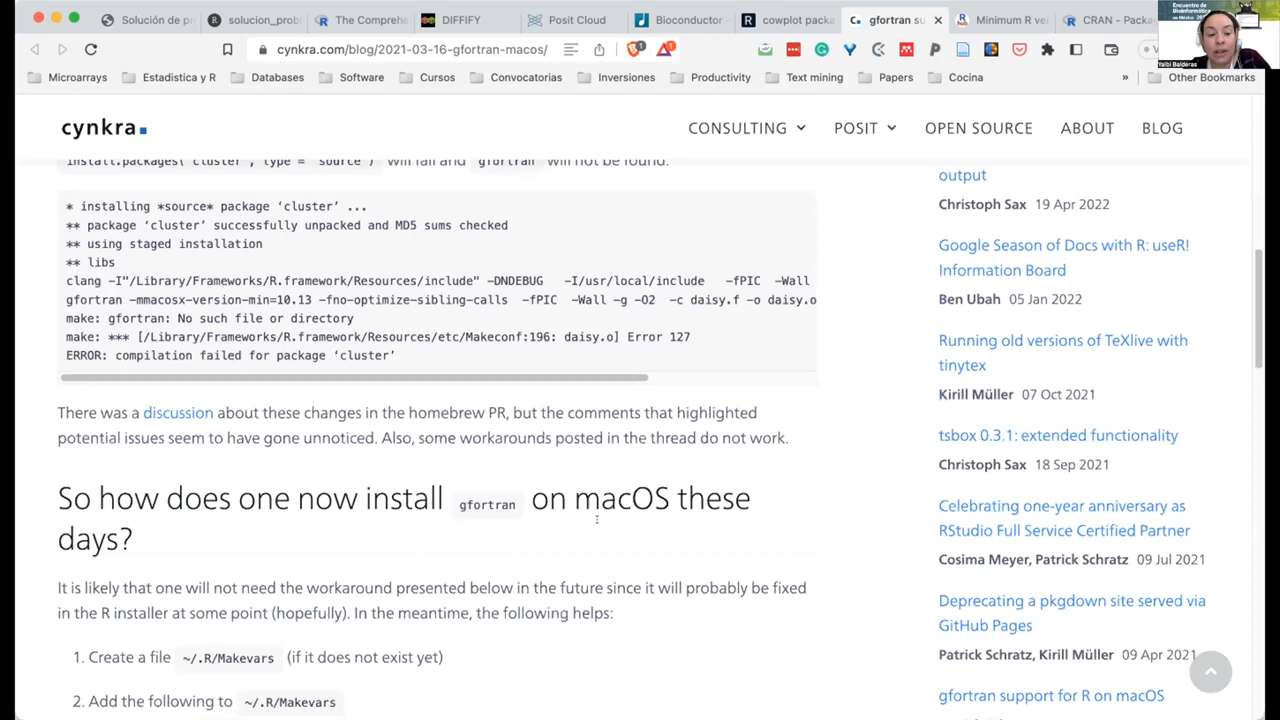 Solución de pr
solucion_prob
The Comprehe
DIFFIFY
Posit Cloud
Bioconductor
cowplot packa
gfortran su
Minimum R ve
CRAN - Packa
Encuentro de
BioInformática
en México
Yalbi Balderas
cynkra.com/blog/2021-03-16-gfortran-macos/
Microarrays
Estadistica y R
Databases
Software
Cursos
Convocatorias
Inversiones
Productivity
Text mining
Papers
Cocina
»
Other Bookmarks
cynkra.
CONSULTING
POSIT
OPEN SOURCE
ABOUT
BLOG
install.packages("cluster", type = "source") will fail and gfortran will not be found.
* installing *source* package ‘cluster’ ...
** package ‘cluster’ successfully unpacked and MD5 sums checked
** using staged installation
** libs
clang -I"/Library/Frameworks/R.framework/Resources/include" -DNDEBUG -I/usr/local/include -fPIC -Wall
gfortran -mmacosx-version-min=10.13 -fno-optimize-sibling-calls -fPIC -Wall -g -O2 -c daisy.f -o daisy.o
make: gfortran: No such file or directory
make: *** [/Library/Frameworks/R.framework/Resources/etc/Makeconf:196: daisy.o] Error 127
ERROR: compilation failed for package ‘cluster’
There was a discussion about these changes in the homebrew PR, but the comments that highlighted
potential issues seem to have gone unnoticed. Also, some workarounds posted in the thread do not work.
So how does one now install gfortran on macOS these
days?
It is likely that one will not need the workaround presented below in the future since it will probably be fixed
in the R installer at some point (hopefully). In the meantime, the following helps:
1. Create a file ~/.R/Makevars (if it does not exist yet)
2. Add the following to ~/.R/Makevars
output
Christoph Sax 19 Apr 2022
Google Season of Docs with R: useR!
Information Board
Ben Ubah 05 Jan 2022
Running old versions of TeXlive with
tinytex
Kirill Müller 07 Oct 2021
tsbox 0.3.1: extended functionality
Christoph Sax 18 Sep 2021
Celebrating one-year anniversary as
RStudio Full Service Certified Partner
Cosima Meyer, Patrick Schratz 09 Jul 2021
Deprecating a pkgdown site served via
GitHub Pages
Patrick Schratz, Kirill Müller 09 Apr 2021
gfortran support for R on macOS